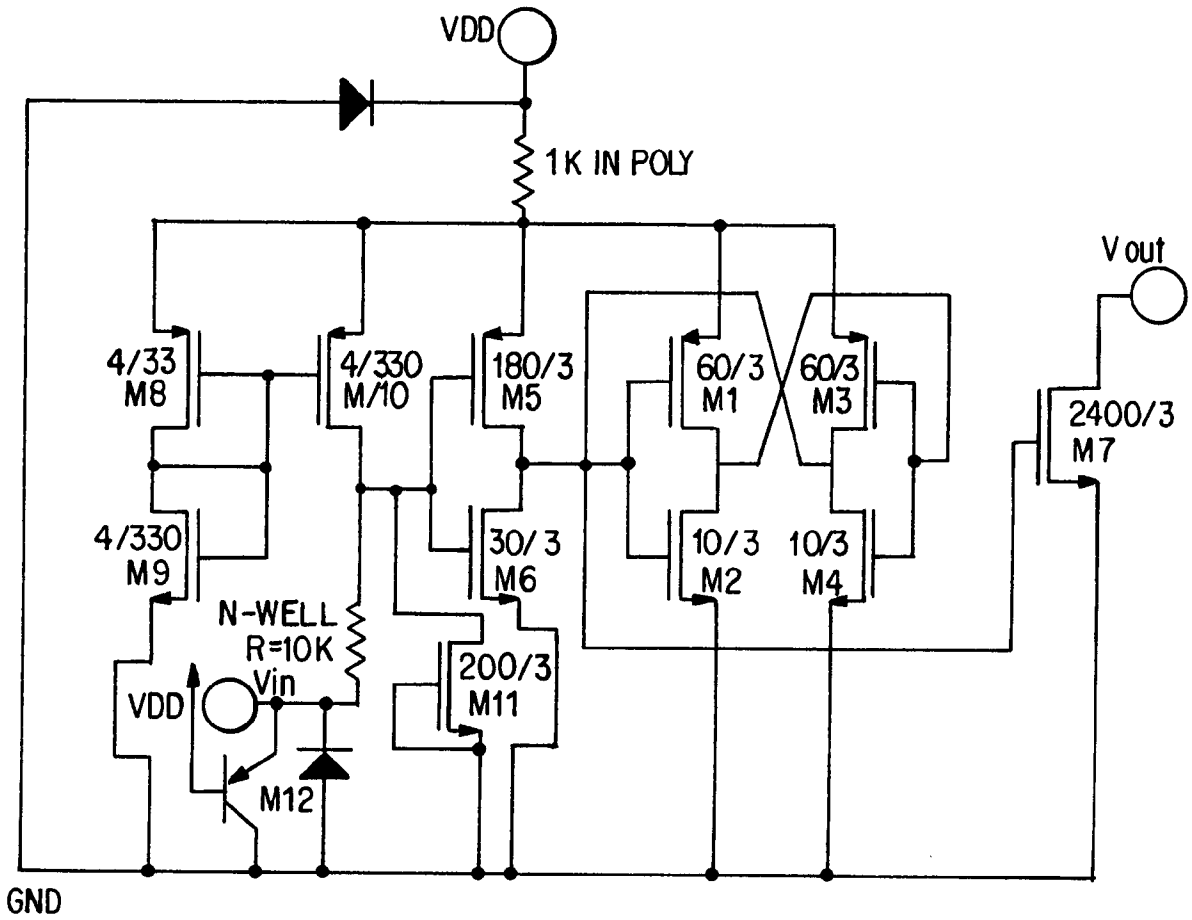 VDD
1K IN POLY
Vout
4/33
M8
4/330
M/10
180/3
M5
60/3
M1
60/3
M3
2400/3
M7
4/330
M9
30/3
M6
10/3
M2
10/3
M4
N-WELL
R=10K
Vin
VDD
200/3
M11
M12
GND